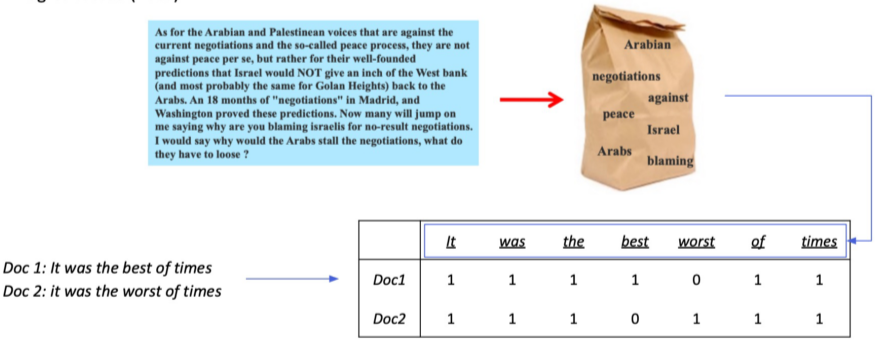 As for the Arabian and Palestinean voices that are against the
current negotiations and the so-called peace process, they are not
against peace per se, but rather for their well-founded
predictions that Israel would NOT give an inch of the West bank
(and most probably the same for Golan Heights) back to the
Arabs. An 18 months of "negotiations" in Madrid, and
Washington proved these predictions. Now many will jump on
me saying why are you blaming israelis for no-result negotiations.
I would say why would the Arabs stall the negotiations, what do
they have to loose ?
Arabian
negotiations
against
peace
Israel
Arabs
blaming
It was the best worst of times
Doc 1: It was the best of times
Doc 2: it was the worst of times
Doc1 1 1 1 1 0 1 1
Doc2 1 1 1 0 1 1 1